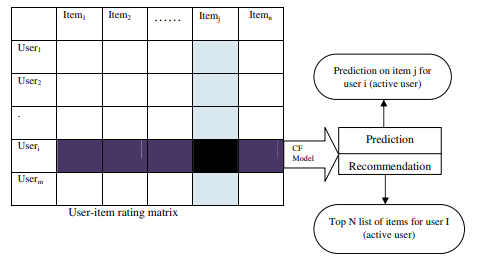 Item₁ Item₂ …… Itemⱼ Itemₙ
User₁
User₂
.
Userᵢ
Userₘ
User-item rating matrix
CF
Model
Prediction on item j for
user i (active user)
Prediction
Recommendation
Top N list of items for user I
(active user)